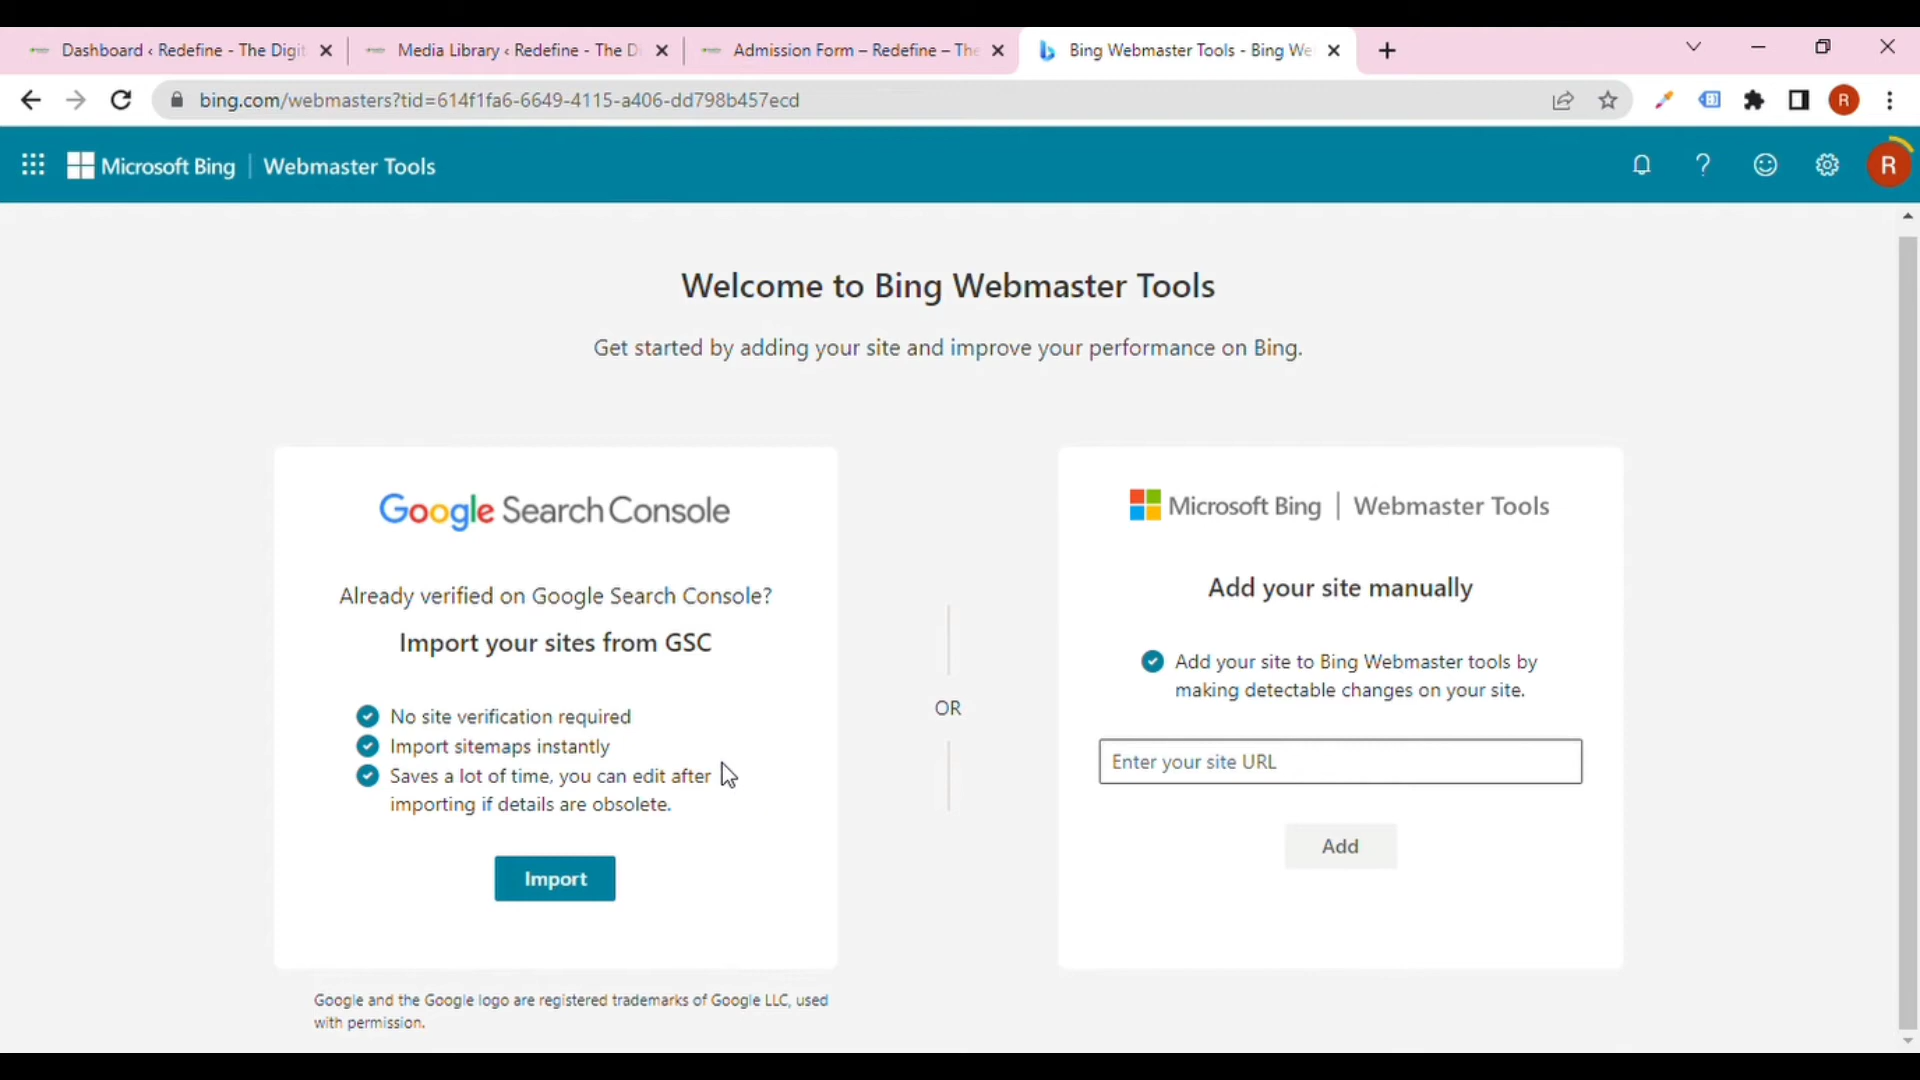 Dashboard ‹ Redefine - The Digit
Media Library ‹ Redefine - The D
Admission Form – Redefine – The
Bing Webmaster Tools - Bing We
bing.com/webmasters?tid=614f1fa6-6649-4115-a406-dd798b457ecd
R
Microsoft Bing | Webmaster Tools
R
Welcome to Bing Webmaster Tools
Get started by adding your site and improve your performance on Bing.
Google Search Console
Already verified on Google Search Console?
Import your sites from GSC
No site verification required
Import sitemaps instantly
Saves a lot of time, you can edit after
importing if details are obsolete.
Import
Google and the Google logo are registered trademarks of Google LLC, used
with permission.
OR
Microsoft Bing | Webmaster Tools
Add your site manually
Add your site to Bing Webmaster tools by
making detectable changes on your site.
Enter your site URL
Add